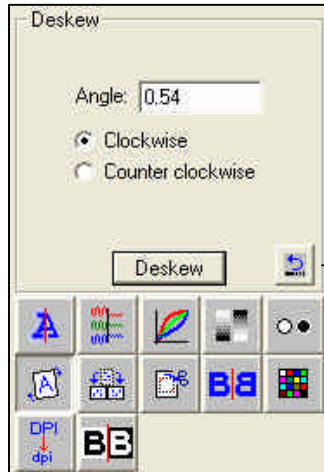 Deskew
Angle: 0.54
Clockwise
Counter clockwise
Deskew
A
A B|B
DPI
dpi B B